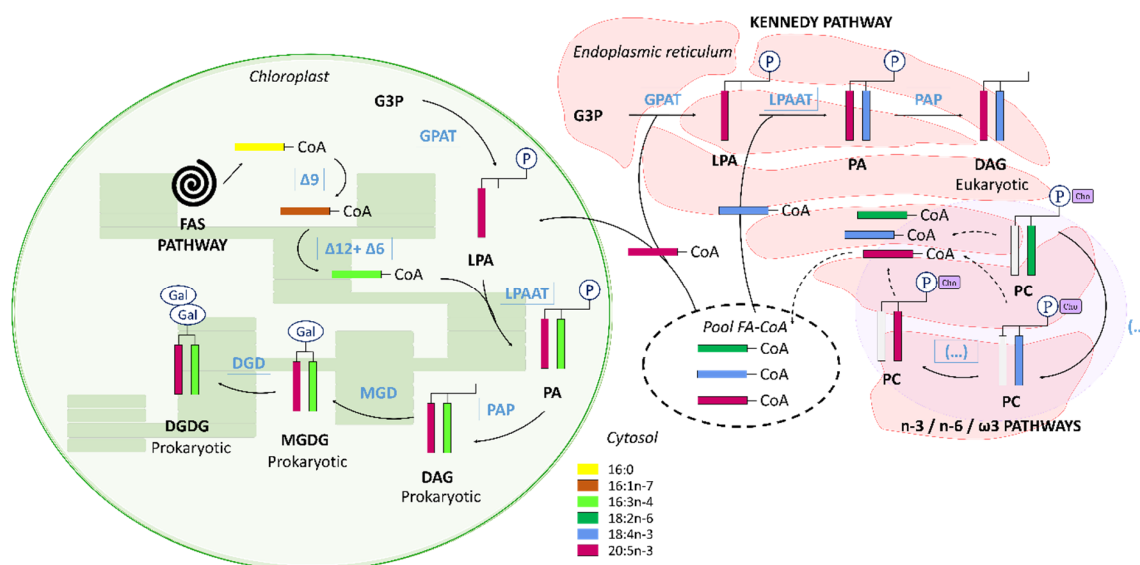 KENNEDY PATHWAY
Endoplasmic reticulum
Chloroplast
G3P
GPAT
P
CoA
Δ9
FAS
PATHWAY
CoA
Δ12+ Δ6
CoA
LPA
LPAAT
P
PA
Gal
Gal
Gal
DGD
MGD
PAP
DGDG
Prokaryotic
MGDG
Prokaryotic
DAG
Prokaryotic
G3P
GPAT
P
LPA
LPAAT
P
PA
PAP
DAG
Eukaryotic
CoA
CoA
CoA
CoA
CoA
P
Cho
PC
P
Cho
PC
(...)
P
Cho
PC
(..
n-3 / n-6 / ω3 PATHWAYS
Pool FA-CoA
CoA
CoA
CoA
Cytosol
16:0
16:1n-7
16:3n-4
18:2n-6
18:4n-3
20:5n-3